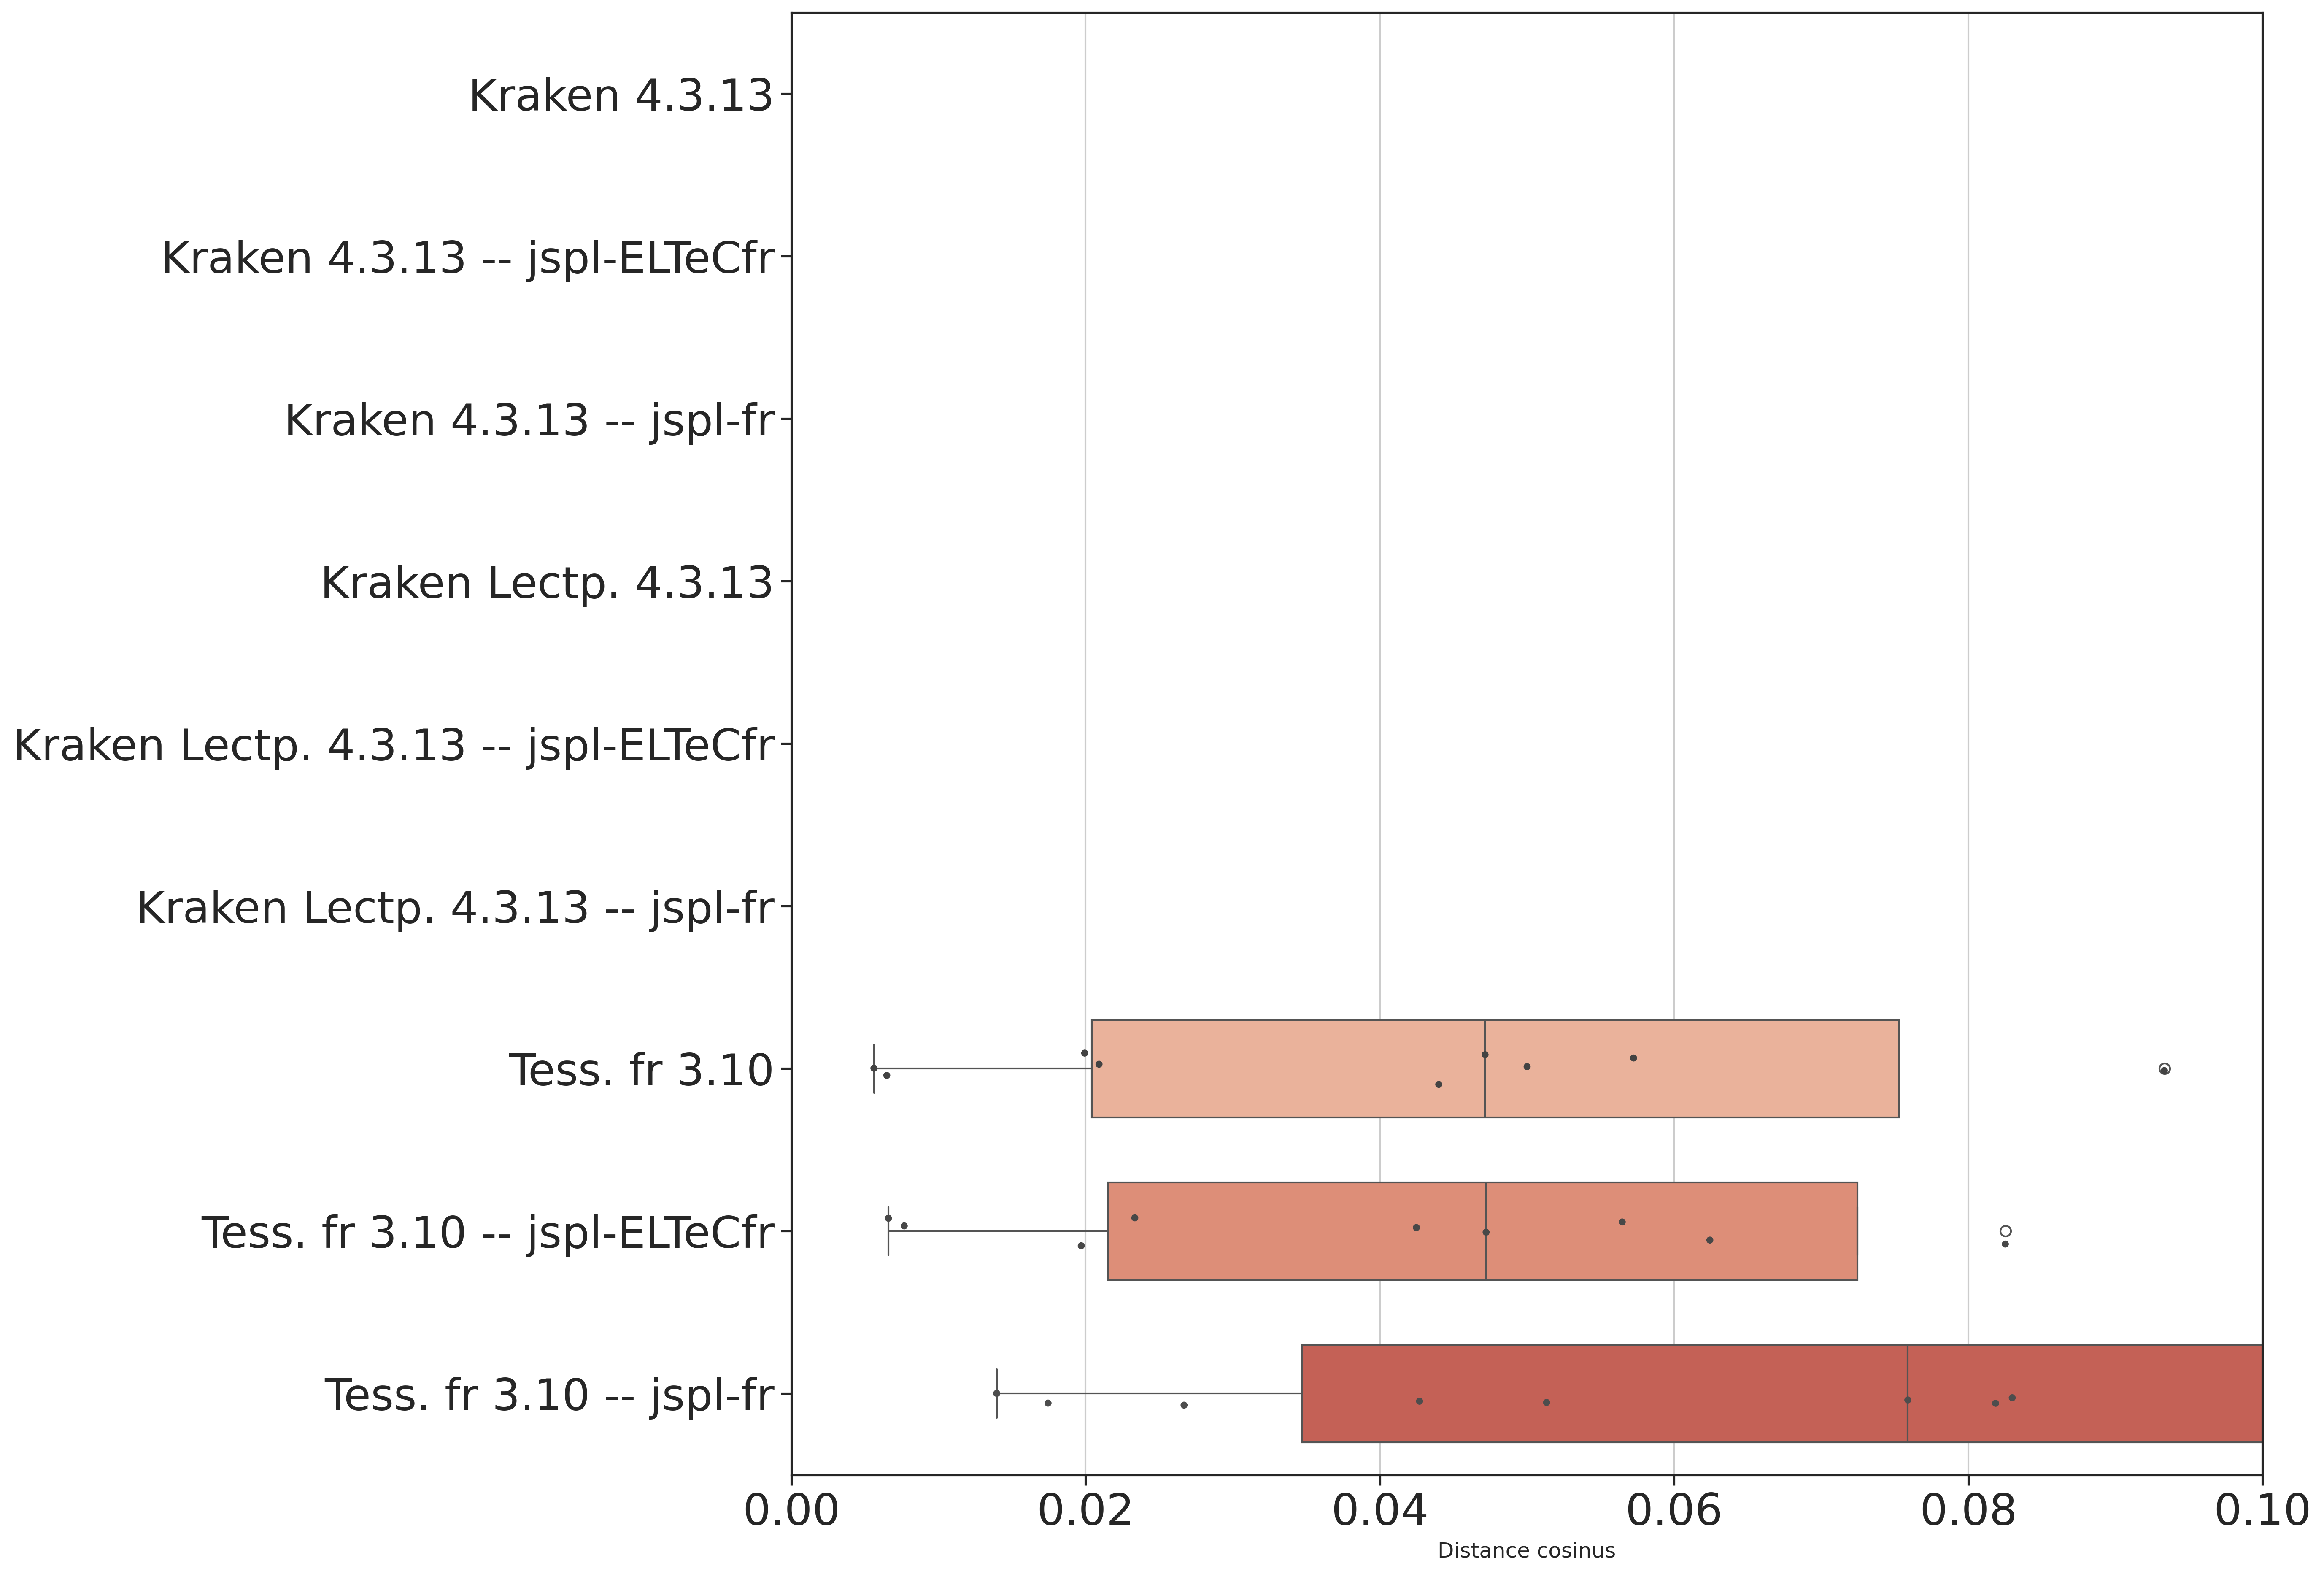 Kraken 4.3.13
Kraken 4.3.13 -- jspl-ELTeCfr
Kraken 4.3.13 -- jspl-fr
Kraken Lectp. 4.3.13
Kraken Lectp. 4.3.13 -- jspl-ELTeCfr
Kraken Lectp. 4.3.13 -- jspl-fr
Tess. fr 3.10
Tess. fr 3.10 -- jspl-ELTeCfr
Tess. fr 3.10 -- jspl-fr
0.00 0.02 0.04 0.06 0.08 0.10
Distance cosinus